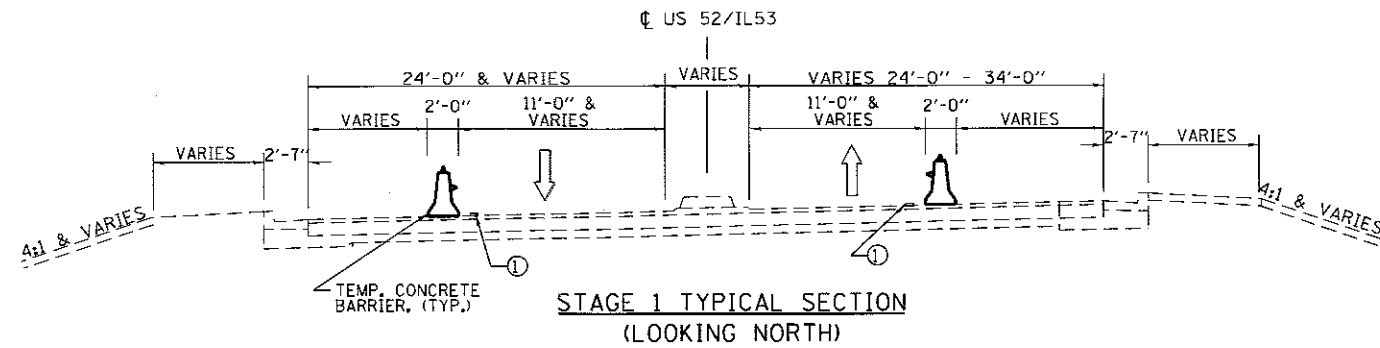 ℄ US 52/IL53
24'-0" & VARIES
VARIES
VARIES 24'-0" - 34'-0"
VARIES
2'-0"
11'-0" &
VARIES
11'-0" &
VARIES
2'-0"
VARIES
VARIES
2'-7"
2'-7"
VARIES
4:1 & VARIES
4:1 & VARIES
1
1
TEMP. CONCRETE
BARRIER. (TYP.)
STAGE 1 TYPICAL SECTION
(LOOKING NORTH)